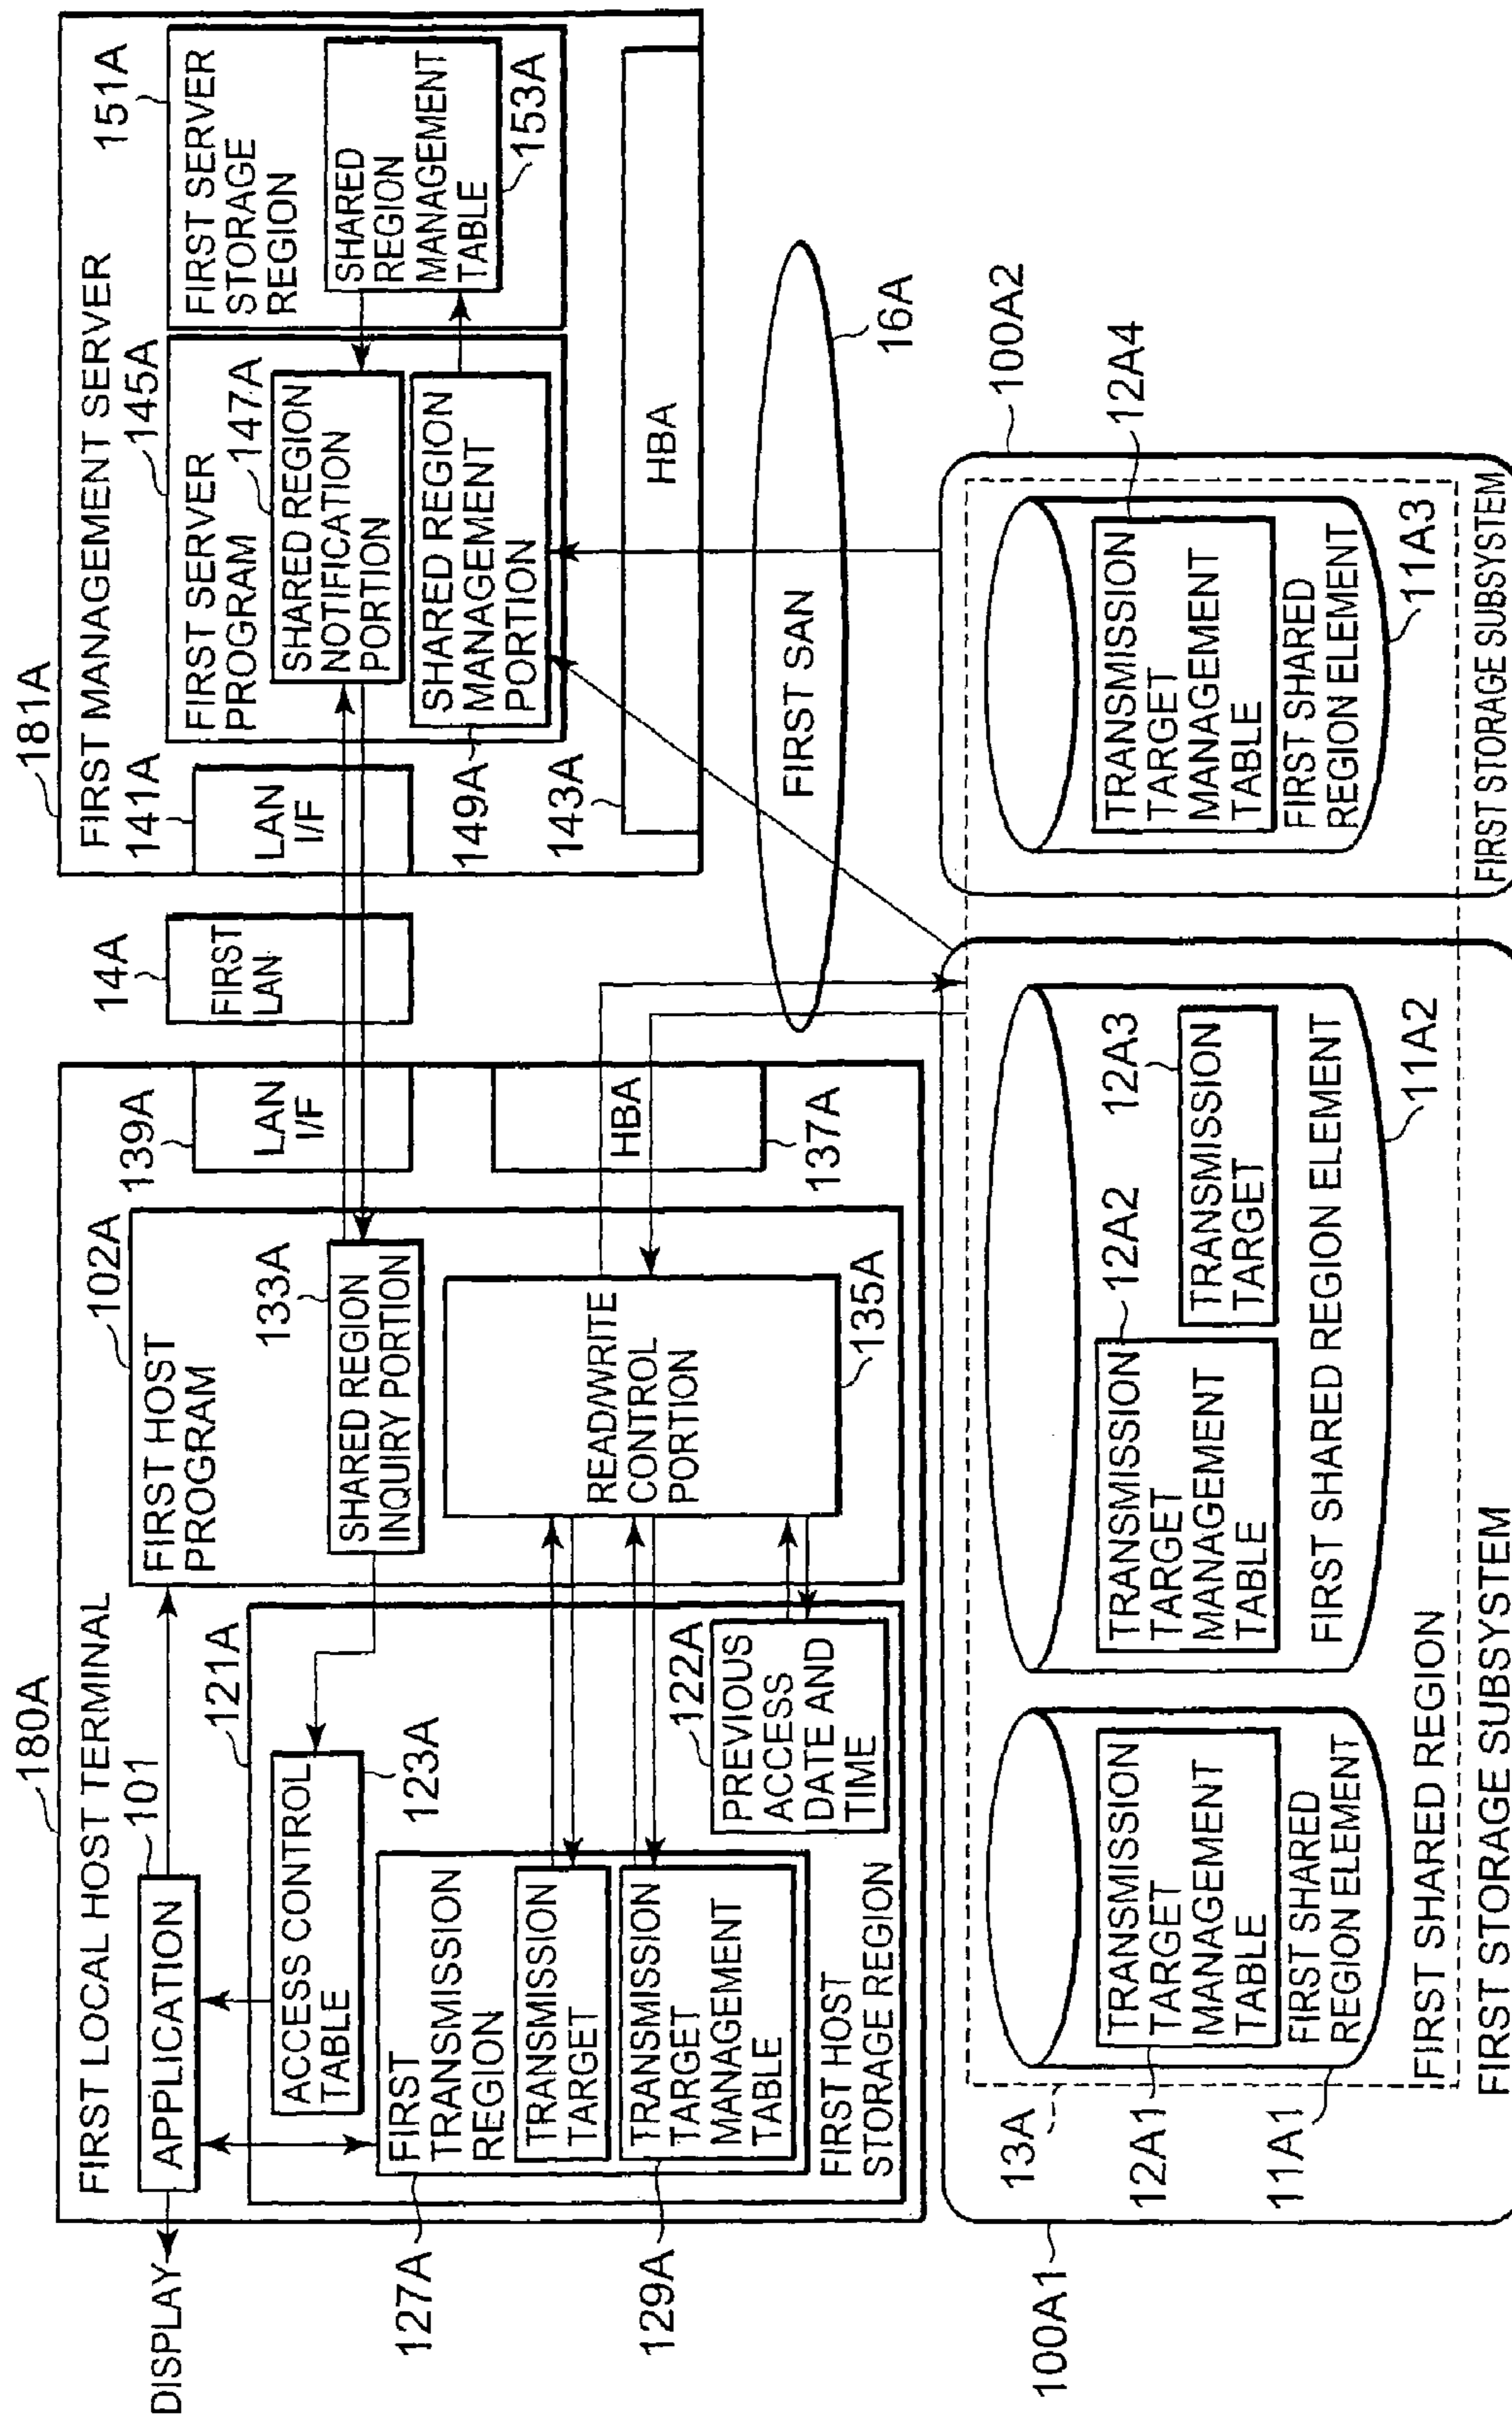 180A
FIRST LOCAL HOST TERMINAL
DISPLAY
APPLICATION
101
102A
FIRST HOST
PROGRAM
121A
ACCESS CONTROL
TABLE
123A
133A
SHARED REGION
INQUIRY PORTION
139A
LAN
I/F
127A
FIRST
TRANSMISSION
REGION
TRANSMISSION
TARGET
129A
TRANSMISSION
TARGET
MANAGEMENT
TABLE
122A
PREVIOUS
ACCESS
DATE AND
TIME
FIRST HOST
STORAGE REGION
READ/WRITE
CONTROL
PORTION
135A
HBA
137A
14A
FIRST
LAN
181A
FIRST MANAGEMENT SERVER
141A
LAN
I/F
145A
FIRST SERVER
PROGRAM
147A
SHARED REGION
NOTIFICATION
PORTION
SHARED REGION
MANAGEMENT
PORTION
149A
151A
FIRST SERVER
STORAGE
REGION
SHARED
REGION
MANAGEMENT
TABLE
153A
143A
HBA
FIRST SAN
16A
100A1
13A
12A1
TRANSMISSION
TARGET
MANAGEMENT
TABLE
FIRST SHARED
REGION ELEMENT
11A1
12A2
TRANSMISSION
TARGET
MANAGEMENT
TABLE
12A3
TRANSMISSION
TARGET
FIRST SHARED REGION ELEMENT
11A2
FIRST SHARED REGION
FIRST STORAGE SUBSYSTEM
100A2
12A4
TRANSMISSION
TARGET
MANAGEMENT
TABLE
FIRST SHARED
REGION ELEMENT
11A3
FIRST STORAGE SUBSYSTEM